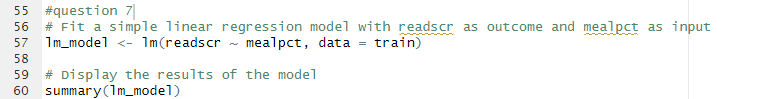 55 #question 7
56 # Fit a simple linear regression model with readscr as outcome and mealpct as input
57 lm_model <- lm(readscr ~ mealpct, data = train)
58
59 # Display the results of the model
60 summary(lm_model)